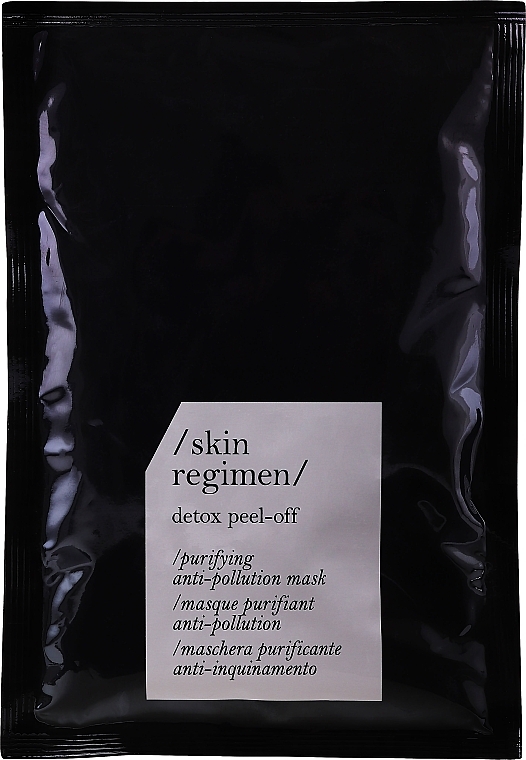 /skin
regimen/
detox peel-off
/purifying
anti-pollution mask
/masque purifiant
anti-pollution
/maschera purificante
anti-inquinamento